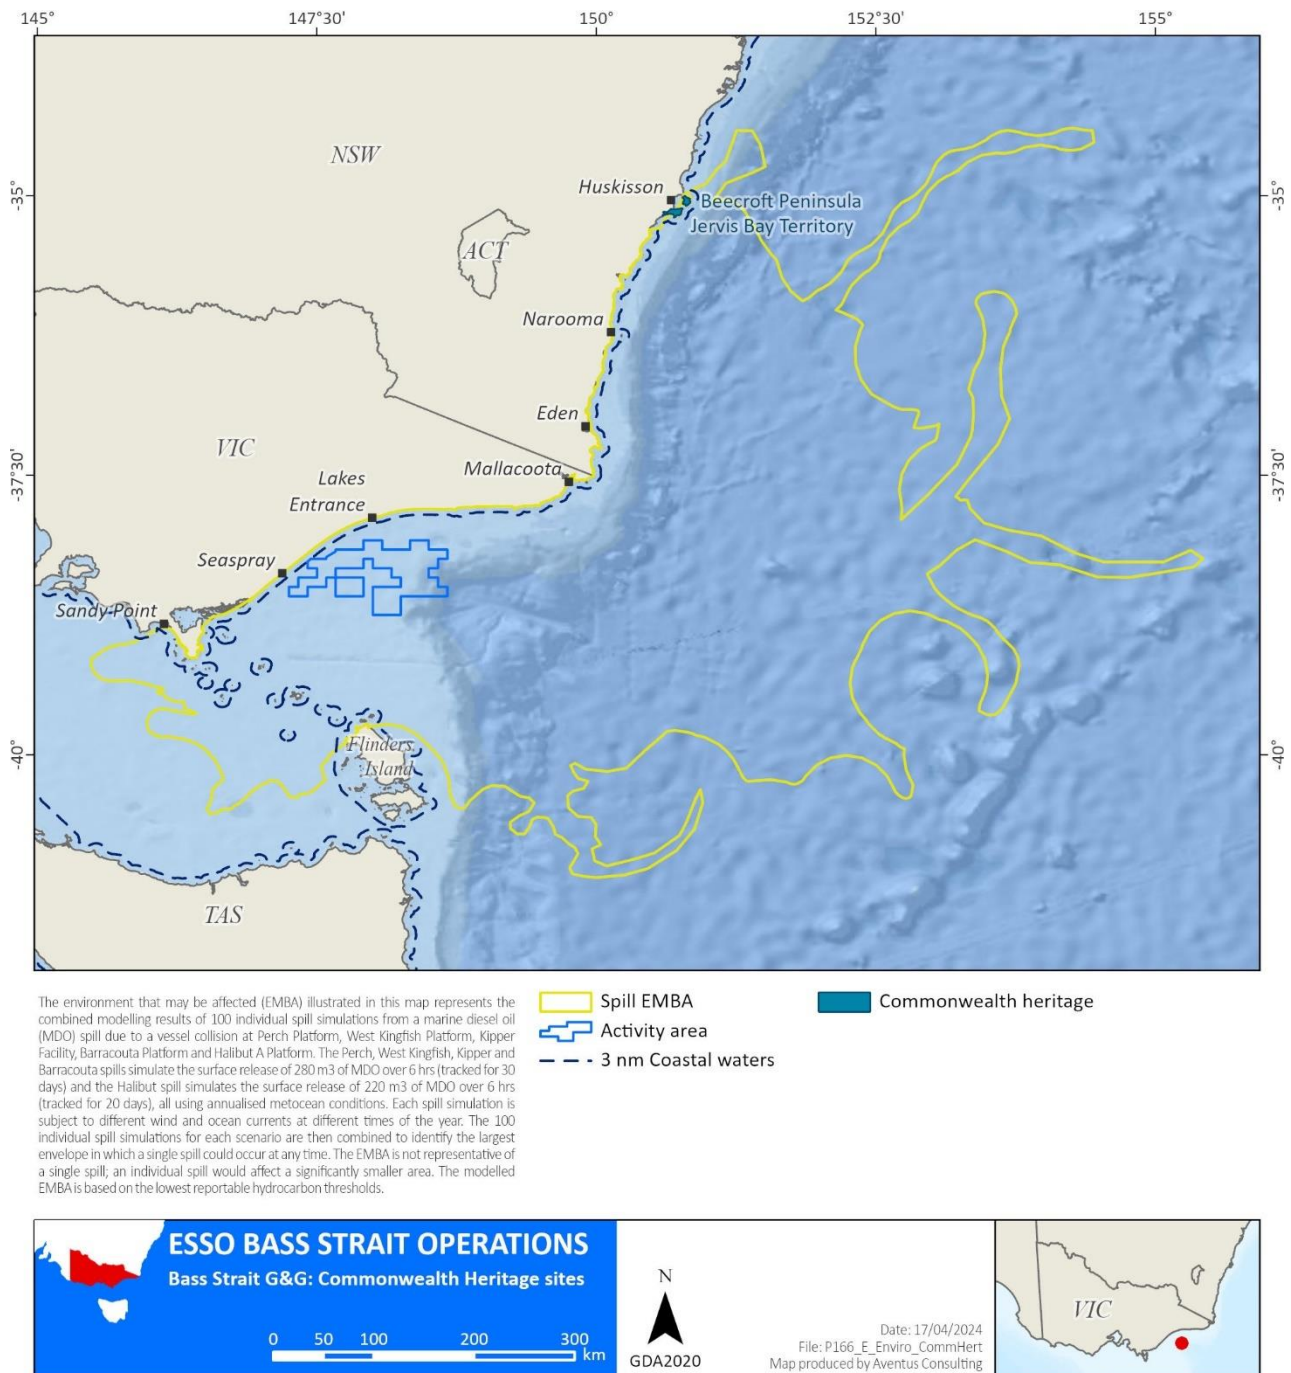 145° 147°30' 150° 152°30' 155°
NSW
-35°
-35°
Huskisson
Beecroft Peninsula
Jervis Bay Territory
ACT
Narooma
Eden
VIC
Mallacoota
Lakes
Entrance
-37°30'
-37°30'
Seaspray
Sandy Point
Flinders
Island
-40°
-40°
TAS
The environment that may be affected (EMBA) illustrated in this map represents the
combined modelling results of 100 individual spill simulations from a marine diesel oil
(MDO) spill due to a vessel collision at Perch Platform, West Kingfish Platform, Kipper
Facility, Barracouta Platform and Halibut A Platform. The Perch, West Kingfish, Kipper and
Barracouta spills simulate the surface release of 280 m3 of MDO over 6 hrs (tracked for 30
days) and the Halibut spill simulates the surface release of 220 m3 of MDO over 6 hrs
(tracked for 20 days), all using annualised metocean conditions. Each spill simulation is
subject to different wind and ocean currents at different times of the year. The 100
individual spill simulations for each scenario are then combined to identify the largest
envelope in which a single spill could occur at any time. The EMBA is not representative of
a single spill; an individual spill would affect a significantly smaller area. The modelled
EMBA is based on the lowest reportable hydrocarbon thresholds.
Spill EMBA
Activity area
3 nm Coastal waters
Commonwealth heritage
ESSO BASS STRAIT OPERATIONS
Bass Strait G&G: Commonwealth Heritage sites
0 50 100 200 300
km
N
GDA2020
Date: 17/04/2024
File: P166_E_Enviro_CommHert
Map produced by Aventus Consulting
VIC